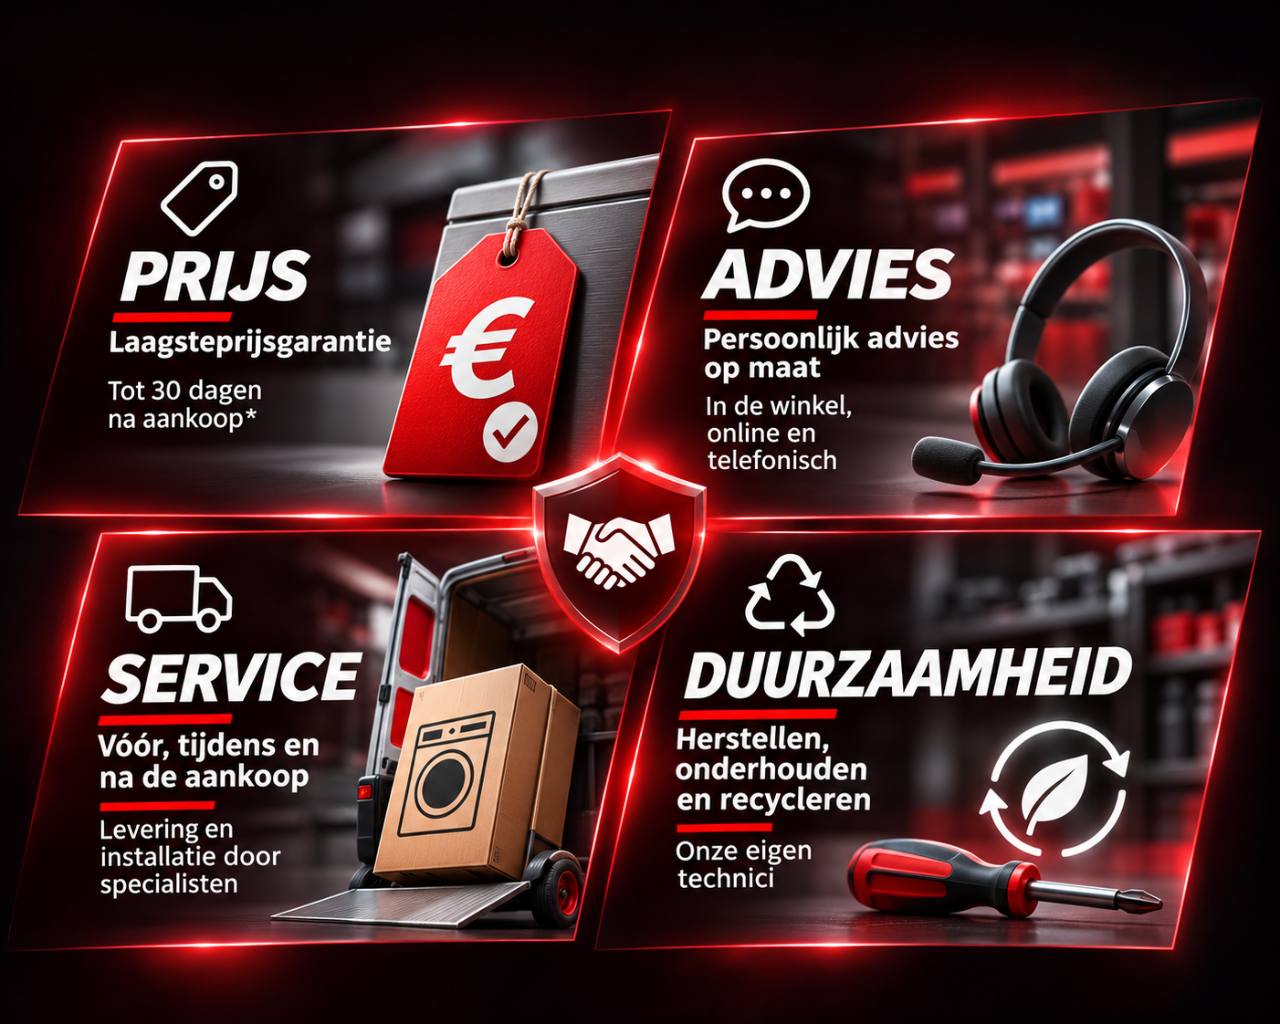 PRIJS
Laagsteprijsgarantie
Tot 30 dagen
na aankoop*
€
ADVIES
Persoonlijk advies
op maat
In de winkel,
online en
telefonisch
SERVICE
Vóór, tijdens en
na de aankoop
Levering en
installatie door
specialisten
DUURZAAMHEID
Herstellen,
onderhouden
en recycleren
Onze eigen
technici